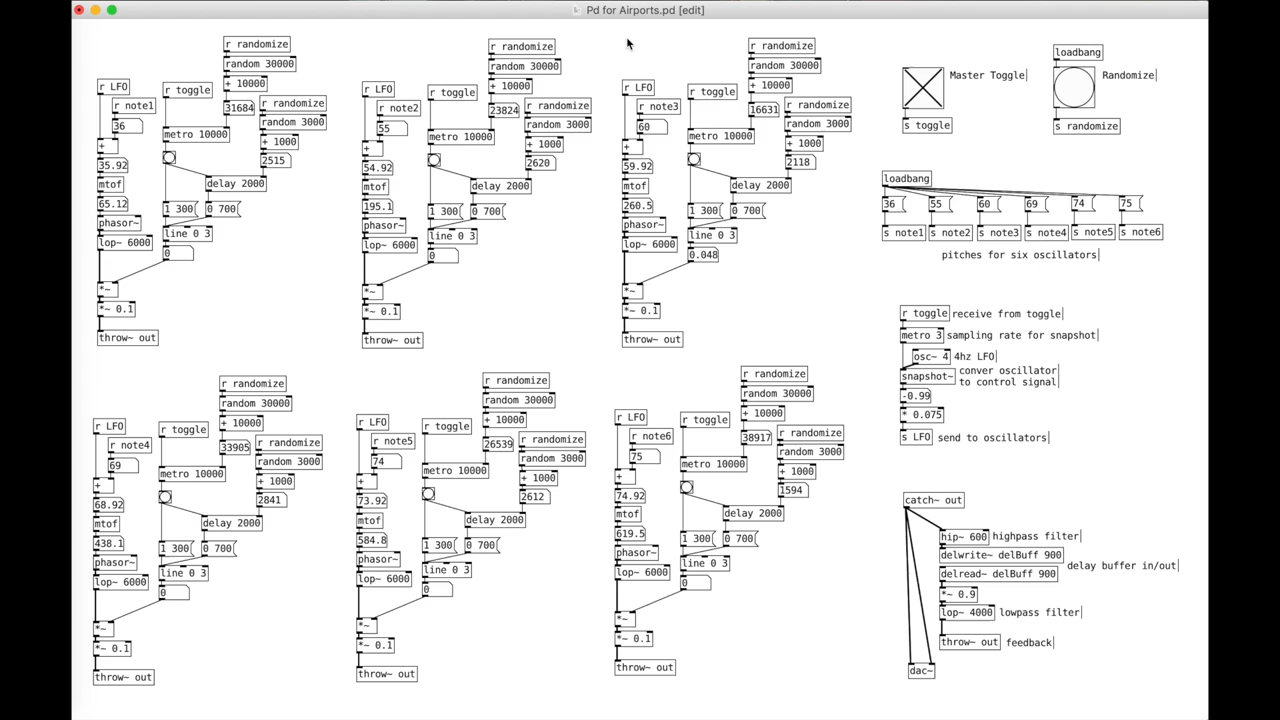 Pd for Airports.pd [edit]
r randomize
random 30000
+ 10000
31684
r LFO
r note1
36
r toggle
metro 10000
r randomize
random 3000
+ 1000
2515
+
35.92
mtof
65.12
phasor~
lop~ 6000
delay 2000
1 300
0 700
line 0 3
0
*~
*~ 0.1
throw~ out
r randomize
random 30000
+ 10000
23824
r LFO
r note2
55
r toggle
metro 10000
r randomize
random 3000
+ 1000
2620
+
54.92
mtof
195.1
phasor~
lop~ 6000
delay 2000
1 300
0 700
line 0 3
0
*~
*~ 0.1
throw~ out
r randomize
random 30000
+ 10000
16631
r LFO
r note3
60
r toggle
metro 10000
r randomize
random 3000
+ 1000
2118
+
59.92
mtof
260.5
phasor~
lop~ 6000
delay 2000
1 300
0 700
line 0 3
0.048
*~
*~ 0.1
throw~ out
Master Toggle
s toggle
loadbang
Randomize
s randomize
loadbang
36 55 60 69 74 75
s note1 s note2 s note3 s note4 s note5 s note6
pitches for six oscillators
r toggle receive from toggle
metro 3 sampling rate for snapshot
osc~ 4 4hz LFO
snapshot~ conver oscillator
to control signal
-0.99
* 0.075
s LFO send to oscillators
r randomize
random 30000
+ 10000
33905
r LFO
r note4
69
r toggle
metro 10000
r randomize
random 3000
+ 1000
2841
+
68.92
mtof
438.1
phasor~
lop~ 6000
delay 2000
1 300
0 700
line 0 3
0
*~
*~ 0.1
throw~ out
r randomize
random 30000
+ 10000
26539
r LFO
r note5
74
r toggle
metro 10000
r randomize
random 3000
+ 1000
2612
+
73.92
mtof
584.8
phasor~
lop~ 6000
delay 2000
1 300
0 700
line 0 3
0
*~
*~ 0.1
throw~ out
r randomize
random 30000
+ 10000
38917
r LFO
r note6
75
r toggle
metro 10000
r randomize
random 3000
+ 1000
1594
+
74.92
mtof
619.5
phasor~
lop~ 6000
delay 2000
1 300
0 700
line 0 3
0
*~
*~ 0.1
throw~ out
catch~ out
hip~ 600 highpass filter
delwrite~ delBuff 900
delay buffer in/out
delread~ delBuff 900
*~ 0.9
lop~ 4000 lowpass filter
throw~ out feedback
dac~